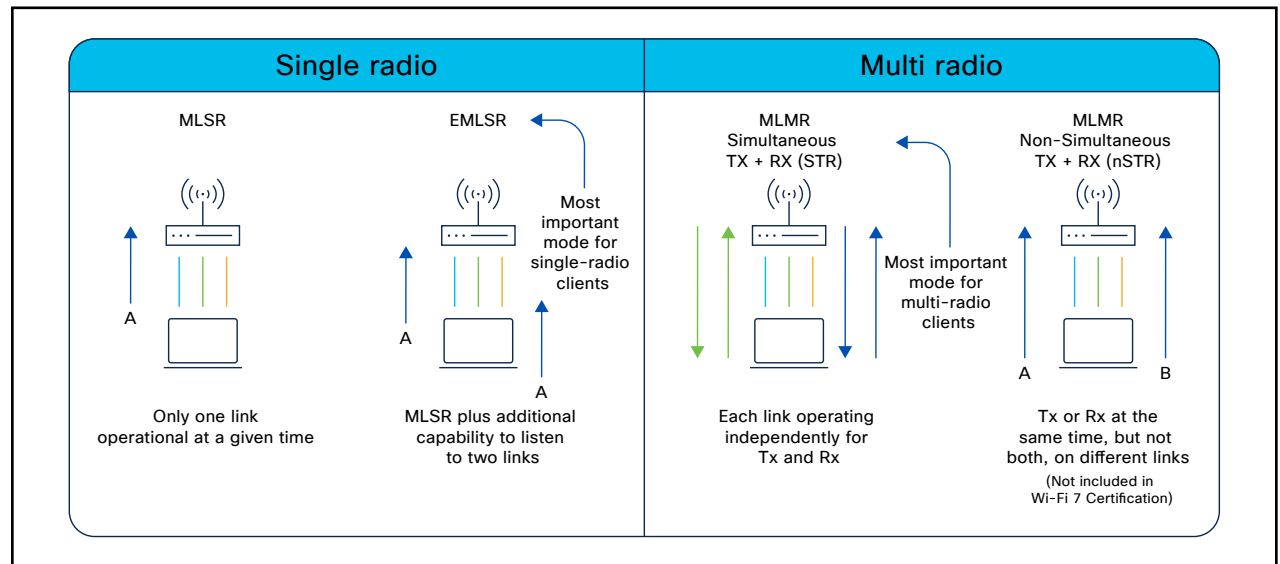 Single radio
Multi radio
MLSR
EMLSR
Most
important
mode for
single-radio
clients
A
A
A
Only one link
operational at a given time
MLSR plus additional
capability to listen
to two links
MLMR
Simultaneous
TX + RX (STR)
Most important
mode for
multi-radio
clients
MLMR
Non-Simultaneous
TX + RX (nSTR)
A
B
Each link operating
independently for
Tx and Rx
Tx or Rx at the
same time, but not
both, on different links
(Not included in
Wi-Fi 7 Certification)